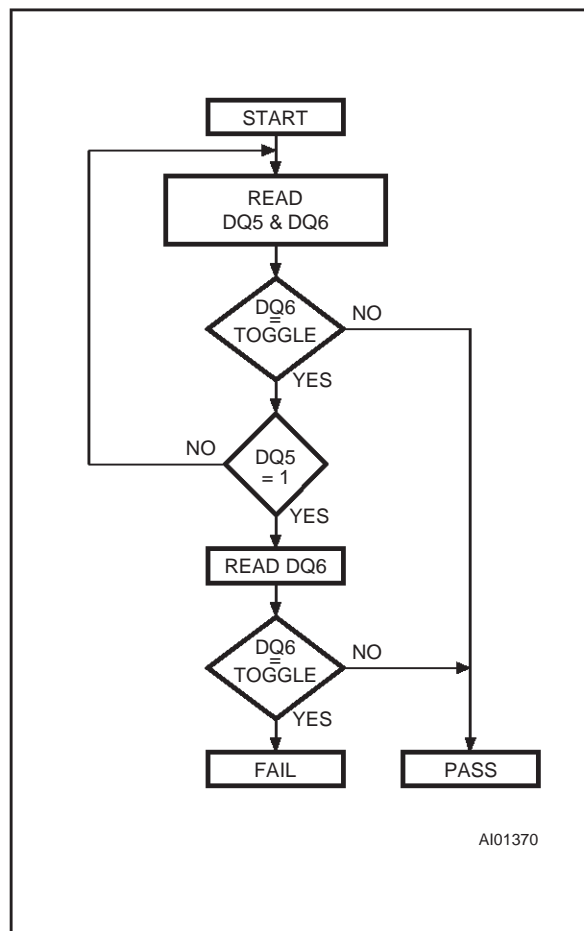 START
READ
DQ5 & DQ6
DQ6
=
TOGGLE
NO
YES
NO
DQ5
= 1
YES
READ DQ6
DQ6
=
TOGGLE
NO
YES
FAIL
PASS
AI01370